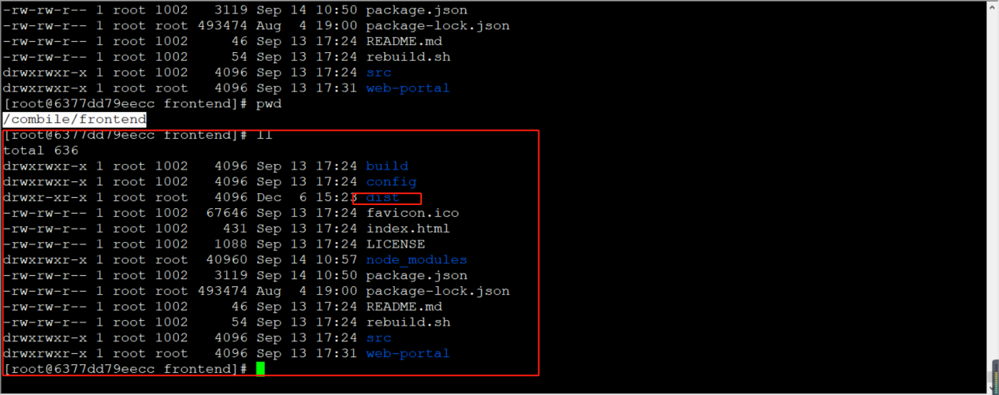 -rw-rw-r-- 1 root 1002   3119 Sep 14 10:50 package.json
-rw-rw-r-- 1 root root 493474 Aug  4 19:00 package-lock.json
-rw-rw-r-- 1 root 1002     46 Sep 13 17:24 README.md
-rw-rw-r-- 1 root 1002     54 Sep 13 17:24 rebuild.sh
drwxrwxr-x 1 root 1002   4096 Sep 13 17:24 src
drwxrwxr-x 1 root root   4096 Sep 13 17:31 web-portal
[root@6377dd79eecc frontend]# pwd
/combile/frontend
[root@6377dd79eecc frontend]# ll
total 636
drwxrwxr-x 1 root 1002   4096 Sep 13 17:24 build
drwxrwxr-x 1 root 1002   4096 Sep 13 17:24 config
drwxr-xr-x 1 root root   4096 Dec  6 15:23 dist
-rw-rw-r-- 1 root 1002  67646 Sep 13 17:24 favicon.ico
-rw-rw-r-- 1 root 1002    431 Sep 13 17:24 index.html
-rw-rw-r-- 1 root 1002   1088 Sep 13 17:24 LICENSE
drwxrwxr-x 1 root root  40960 Sep 14 10:57 node_modules
-rw-rw-r-- 1 root 1002   3119 Sep 14 10:50 package.json
-rw-rw-r-- 1 root root 493474 Aug  4 19:00 package-lock.json
-rw-rw-r-- 1 root 1002     46 Sep 13 17:24 README.md
-rw-rw-r-- 1 root 1002     54 Sep 13 17:24 rebuild.sh
drwxrwxr-x 1 root 1002   4096 Sep 13 17:24 src
drwxrwxr-x 1 root root   4096 Sep 13 17:31 web-portal
[root@6377dd79eecc frontend]#